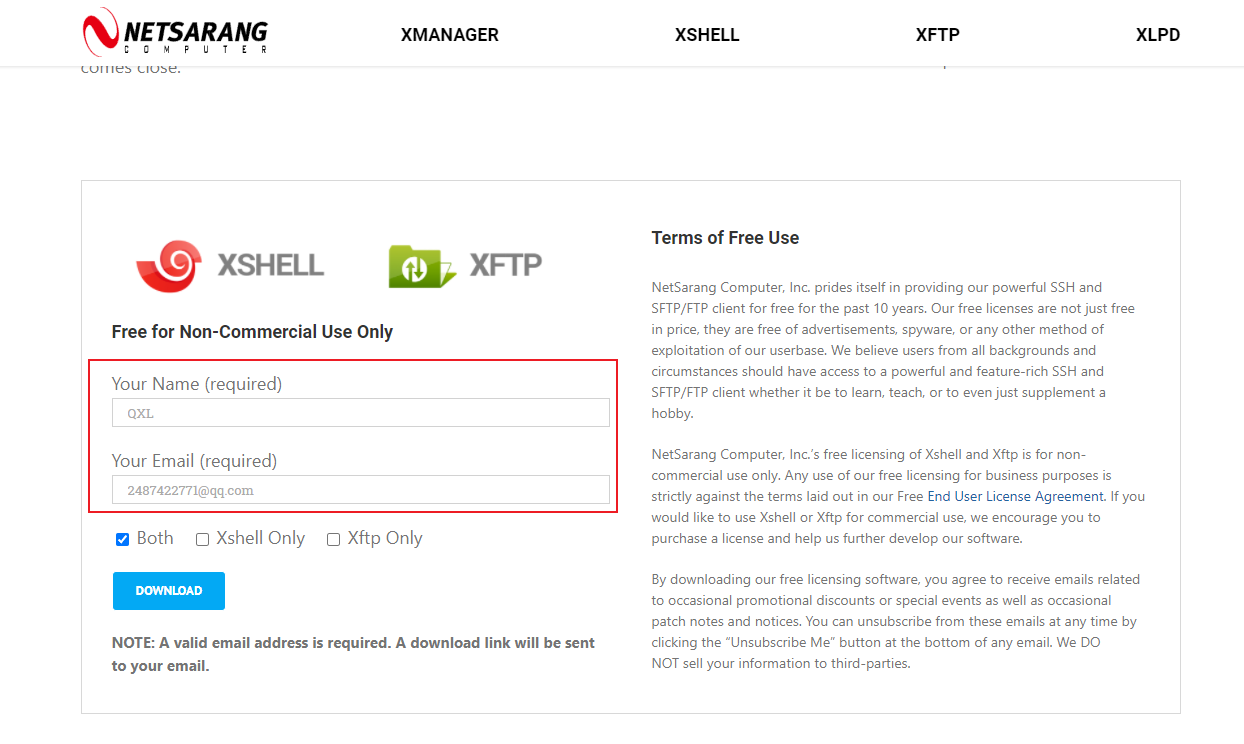 NETSARANG
COMPUTER
XMANAGER
XSHELL
XFTP
XLPD
comes close.
XSHELL
XFTP
Free for Non-Commercial Use Only
Your Name (required)
QXL
Your Email (required)
2487422771@qq.com
Both
Xshell Only
Xftp Only
DOWNLOAD
NOTE: A valid email address is required. A download link will be sent
to your email.
Terms of Free Use
NetSarang Computer, Inc. prides itself in providing our powerful SSH and
SFTP/FTP client for free for the past 10 years. Our free licenses are not just free
in price, they are free of advertisements, spyware, or any other method of
exploitation of our userbase. We believe users from all backgrounds and
circumstances should have access to a powerful and feature-rich SSH and
SFTP/FTP client whether it be to learn, teach, or to even just supplement a
hobby.
NetSarang Computer, Inc.’s free licensing of Xshell and Xftp is for non-
commercial use only. Any use of our free licensing for business purposes is
strictly against the terms laid out in our Free End User License Agreement. If you
would like to use Xshell or Xftp for commercial use, we encourage you to
purchase a license and help us further develop our software.
By downloading our free licensing software, you agree to receive emails related
to occasional promotional discounts or special events as well as occasional
patch notes and notices. You can unsubscribe from these emails at any time by
clicking the “Unsubscribe Me” button at the bottom of any email. We DO
NOT sell your information to third-parties.